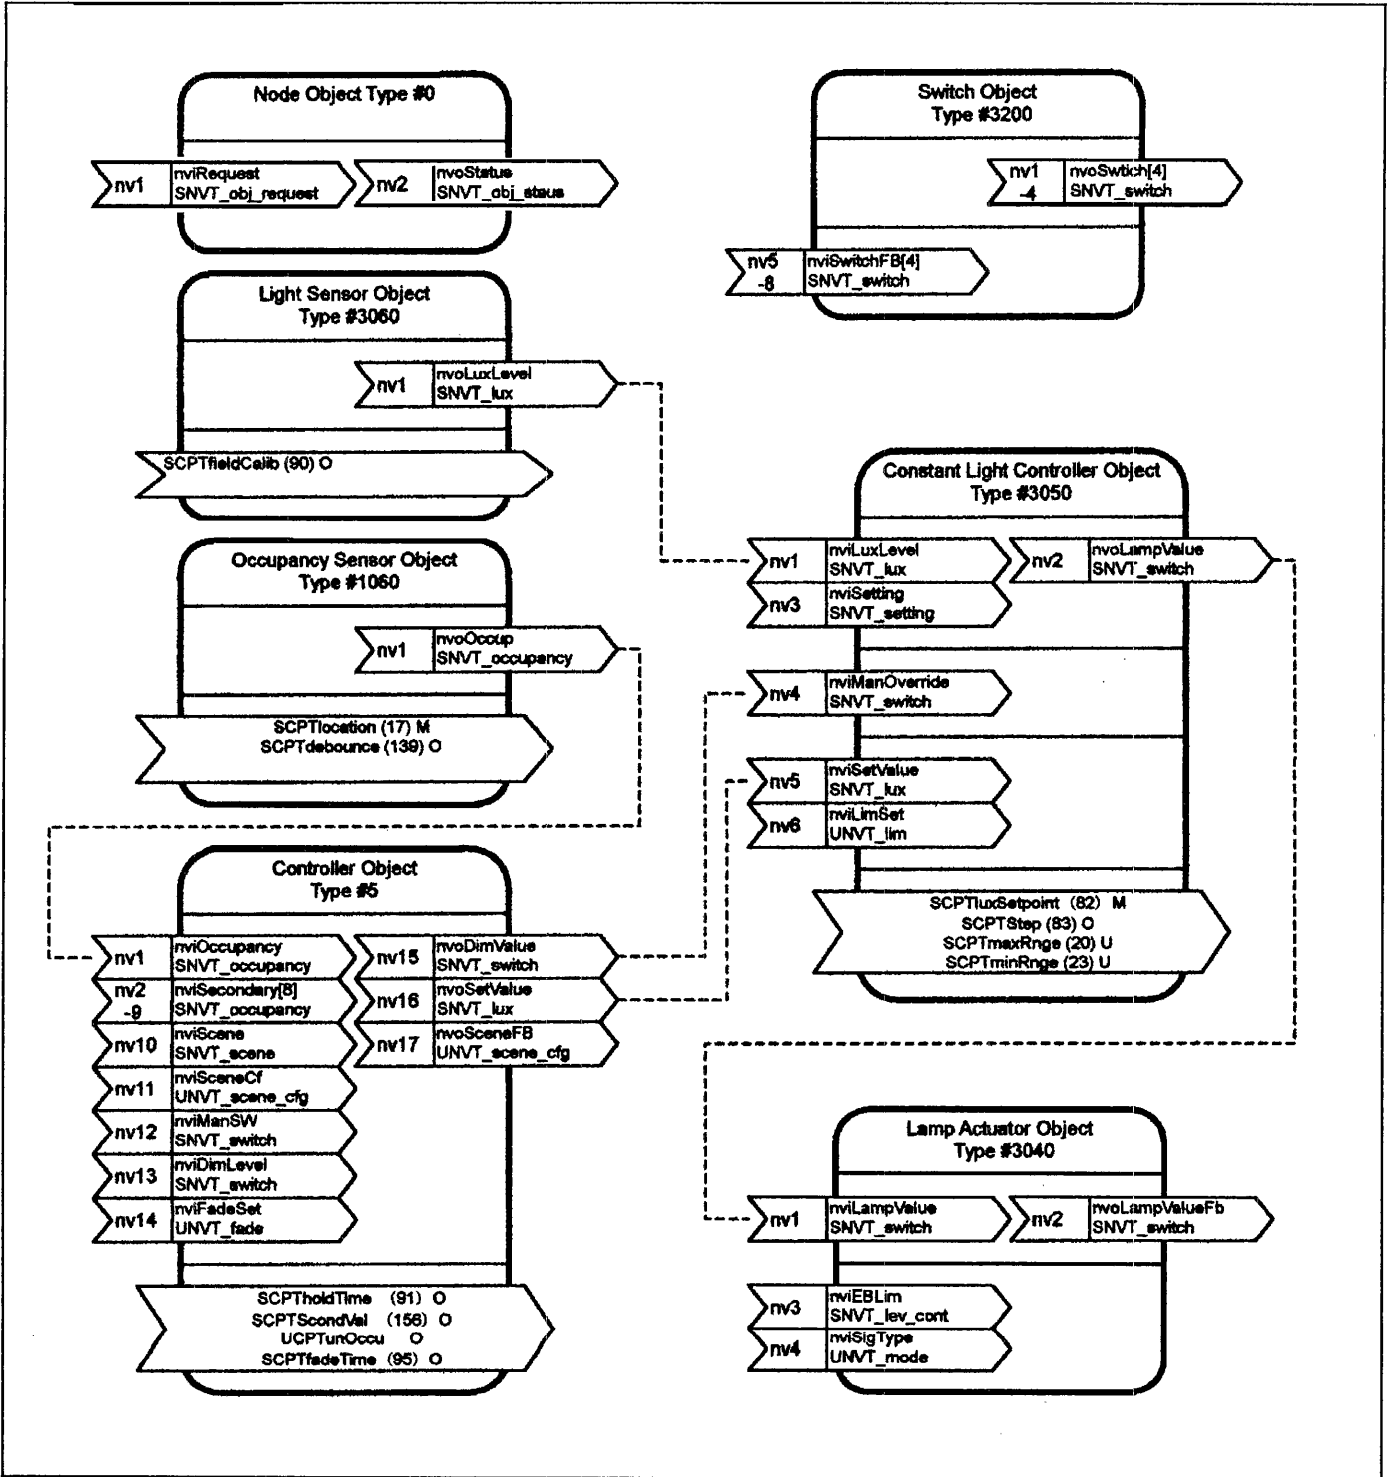 Node Object Type #0
nv1
nviRequest
SNVT_obj_request
nv2
nvoStatus
SNVT_obj_staus
Switch Object
Type #3200
nv1
-4
nvoSwtich[4]
SNVT_switch
nv5
-8
nviSwitchFB[4]
SNVT_switch
Light Sensor Object
Type #3060
nv1
nvoLuxLevel
SNVT_lux
SCPTfieldCalib (90) O
Occupancy Sensor Object
Type #1060
nv1
nvoOccup
SNVT_occupancy
SCPTlocation (17) M
SCPTdebounce (139) O
Constant Light Controller Object
Type #3050
nv1
nviLuxLevel
SNVT_lux
nv2
nvoLampValue
SNVT_switch
nv3
nviSetting
SNVT_setting
nv4
nviManOverride
SNVT_switch
nv5
nviSetValue
SNVT_lux
nv6
nviLimSet
UNVT_lim
SCPTluxSetpoint (82) M
SCPTStep (83) O
SCPTmaxRnge (20) U
SCPTminRnge (23) U
Controller Object
Type #5
nv1
nviOccupancy
SNVT_occupancy
nv15
nvoDimValue
SNVT_switch
nv2
-9
nviSecondary[8]
SNVT_occupancy
nv16
nvoSetValue
SNVT_lux
nv10
nviScene
SNVT_scene
nv17
nvoSceneFB
UNVT_scene_cfg
nv11
nviSceneCf
UNVT_scene_cfg
nv12
nviManSW
SNVT_switch
nv13
nviDimLevel
SNVT_switch
nv14
nviFadeSet
UNVT_fade
SCPTholdTime (91) O
SCPTScondVal (156) O
UCPTunOccu O
SCPTfadeTime (95) O
Lamp Actuator Object
Type #3040
nv1
nviLampValue
SNVT_switch
nv2
nvoLampValueFb
SNVT_switch
nv3
nviEBLim
SNVT_lev_cont
nv4
nviSigType
UNVT_mode